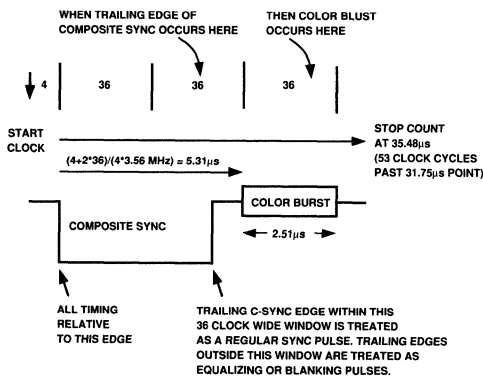 WHEN TRAILING EDGE OF
COMPOSITE SYNC OCCURS HERE
THEN COLOR BLUST
OCCURS HERE
4
36
36
36
START
CLOCK
STOP COUNT
AT 35.48µs
(53 CLOCK CYCLES
PAST 31.75µs POINT)
(4+2*36)/(4*3.56 MHz) = 5.31µs
COMPOSITE SYNC
COLOR BURST
2.51µs
ALL TIMING
RELATIVE
TO THIS EDGE
TRAILING C-SYNC EDGE WITHIN THIS
36 CLOCK WIDE WINDOW IS TREATED
AS A REGULAR SYNC PULSE. TRAILING EDGES
OUTSIDE THIS WINDOW ARE TREATED AS
EQUALIZING OR BLANKING PULSES.